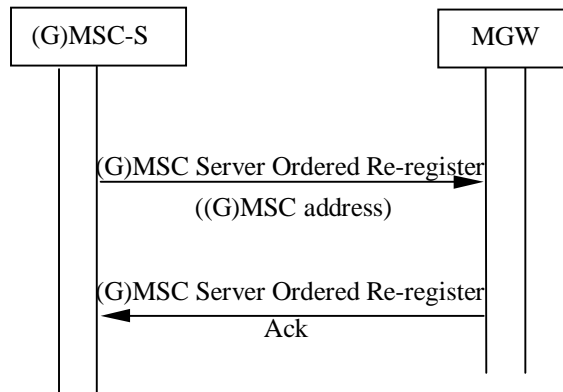 (G)MSC-S
MGW
(G)MSC Server Ordered Re-register
((G)MSC address)
(G)MSC Server Ordered Re-register
Ack